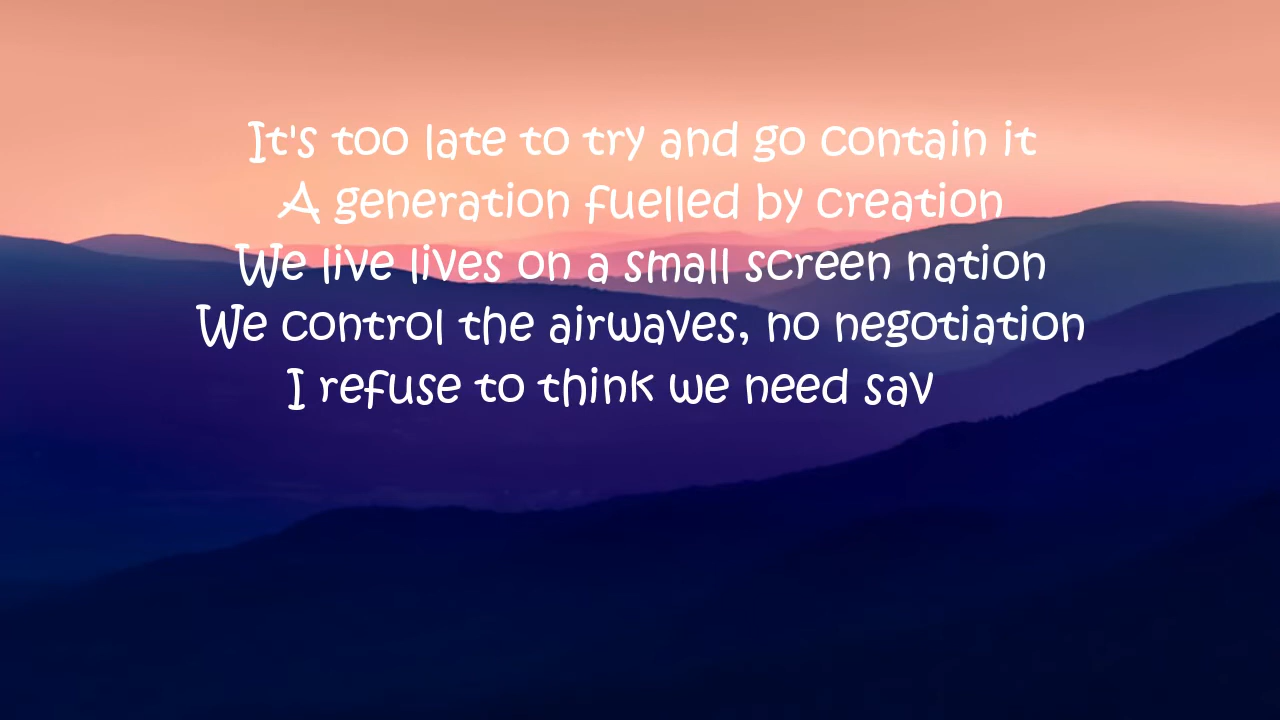 It's too late to try and go contain it
A generation fuelled by creation
We live lives on a small screen nation
We control the airwaves, no negotiation
I refuse to think we need sav